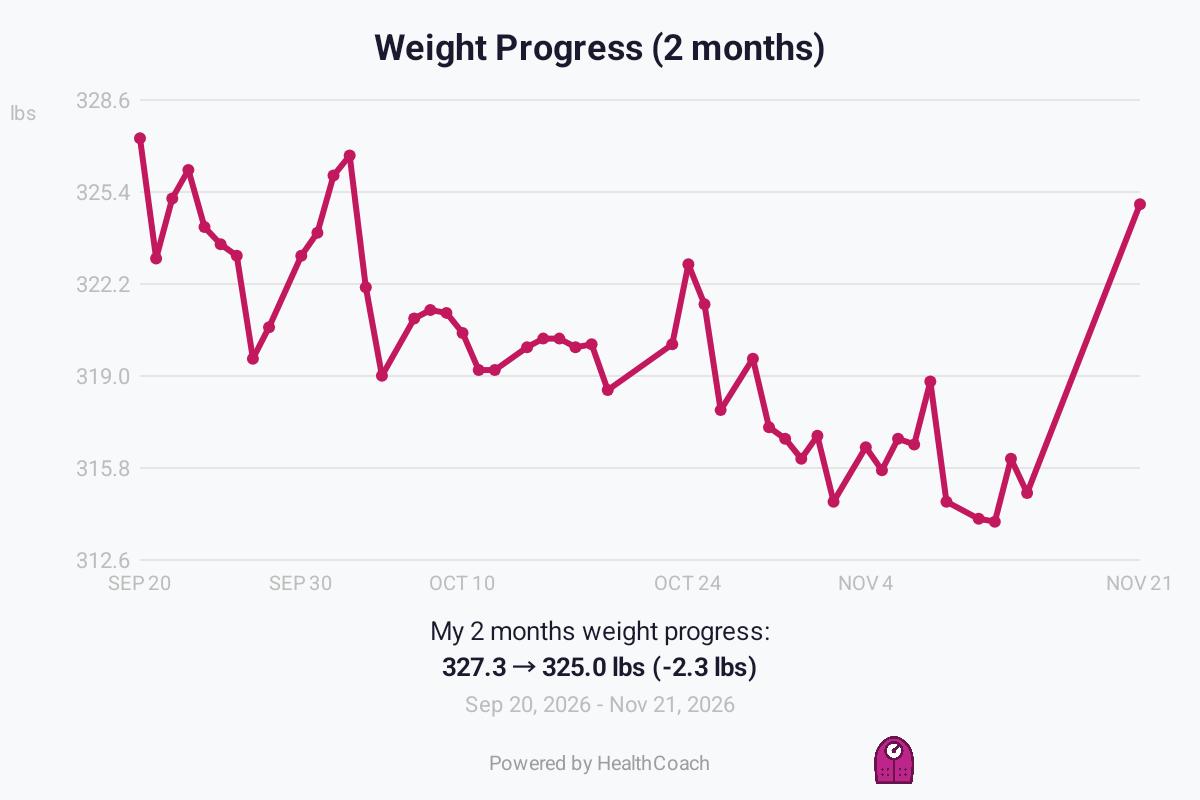 Weight Progress (2 months)
lbs
328.6
325.4
322.2
319.0
315.8
312.6
SEP 20 SEP 30 OCT 10 OCT 24 NOV 4 NOV 21
My 2 months weight progress:
327.3 → 325.0 lbs (-2.3 lbs)
Sep 20, 2026 - Nov 21, 2026
Powered by HealthCoach